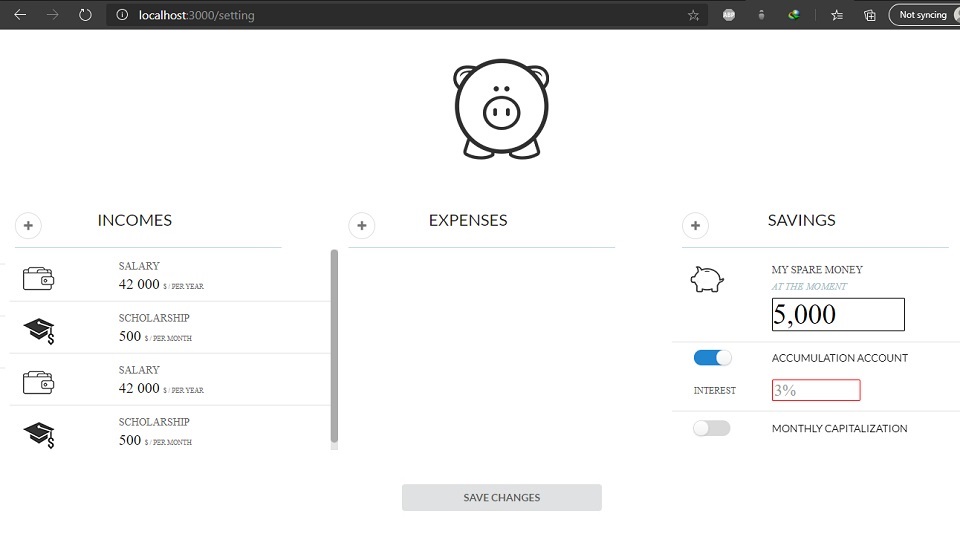 localhost:3000/setting
Not syncing
INCOMES
SALARY
42 000 $ / PER YEAR
SCHOLARSHIP
500 $ / PER MONTH
SALARY
42 000 $ / PER YEAR
SCHOLARSHIP
500 $ / PER MONTH
EXPENSES
SAVINGS
MY SPARE MONEY
AT THE MOMENT
5,000
ACCUMULATION ACCOUNT
INTEREST
3%
MONTHLY CAPITALIZATION
SAVE CHANGES